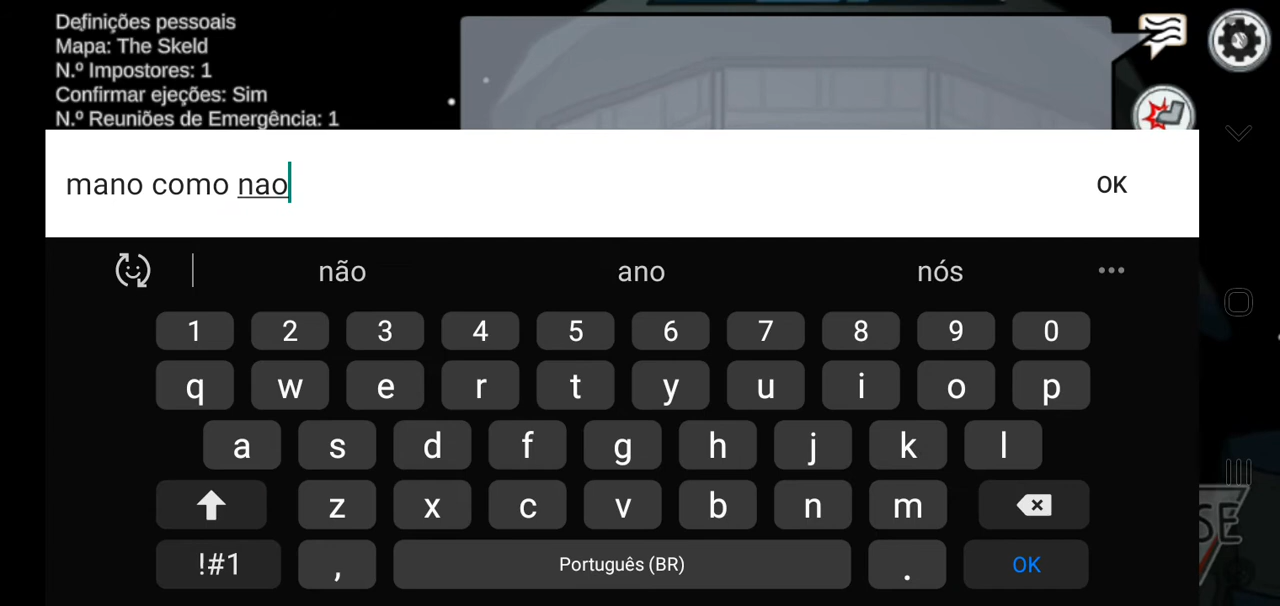 Definições pessoais
Mapa: The Skeld
N.º Impostores: 1
Confirmar ejeções: Sim
N.º Reuniões de Emergência: 1
mano como nao
OK
não ano nós
1 2 3 4 5 6 7 8 9 0
q w e r t y u i o p
a s d f g h j k l
z x c v b n m
!#1 , Português (BR) . OK